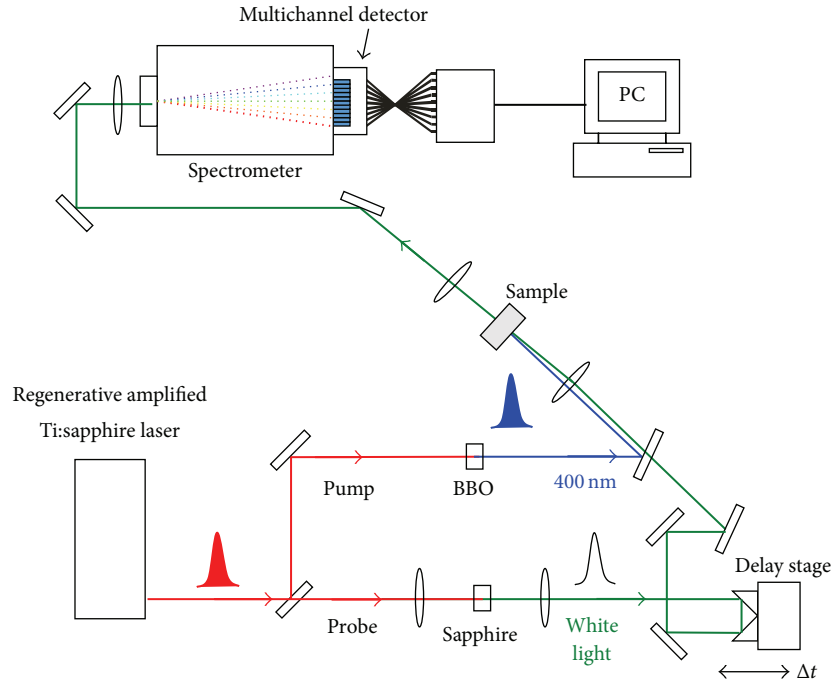 Multichannel detector
PC
Spectrometer
Sample
Regenerative amplified
Ti:sapphire laser
Pump
BBO
400 nm
Delay stage
Probe
Sapphire
White
light
Δt